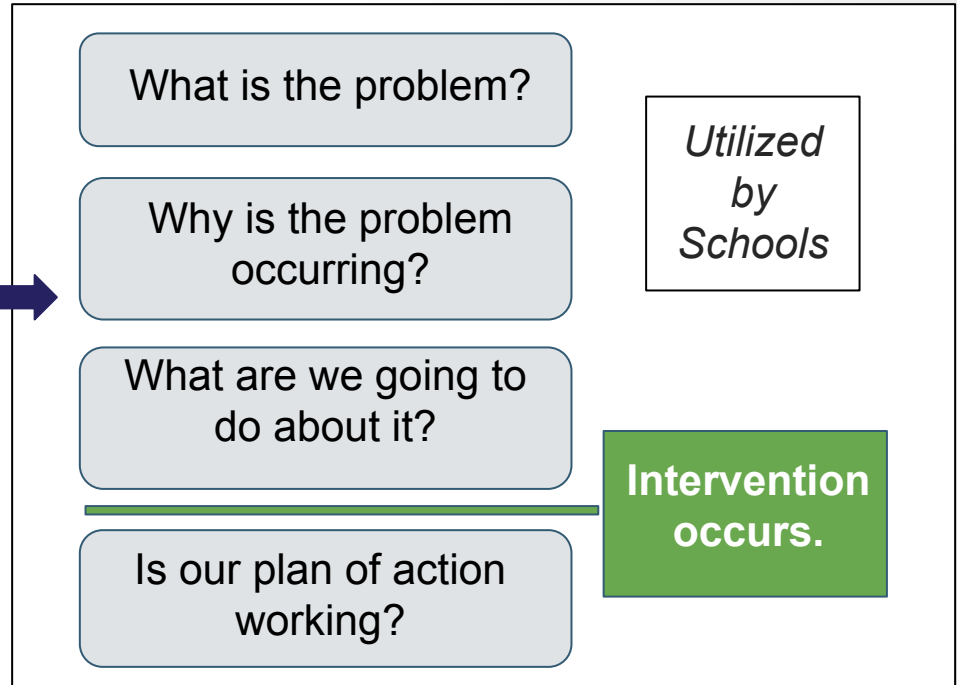 What is the problem?
Utilized
by
Schools
Why is the problem
occurring?
What are we going to
do about it?
Intervention
occurs.
Is our plan of action
working?